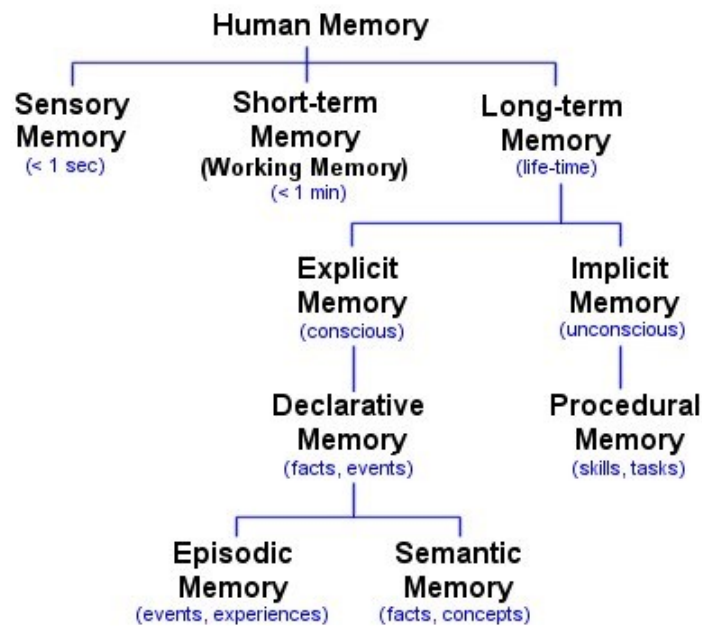 Human Memory
Sensory
Memory
(< 1 sec)
Short-term
Memory
(Working Memory)
(< 1 min)
Long-term
Memory
(life-time)
Explicit
Memory
(conscious)
Implicit
Memory
(unconscious)
Declarative
Memory
(facts, events)
Procedural
Memory
(skills, tasks)
Episodic
Memory
(events, experiences)
Semantic
Memory
(facts, concepts)